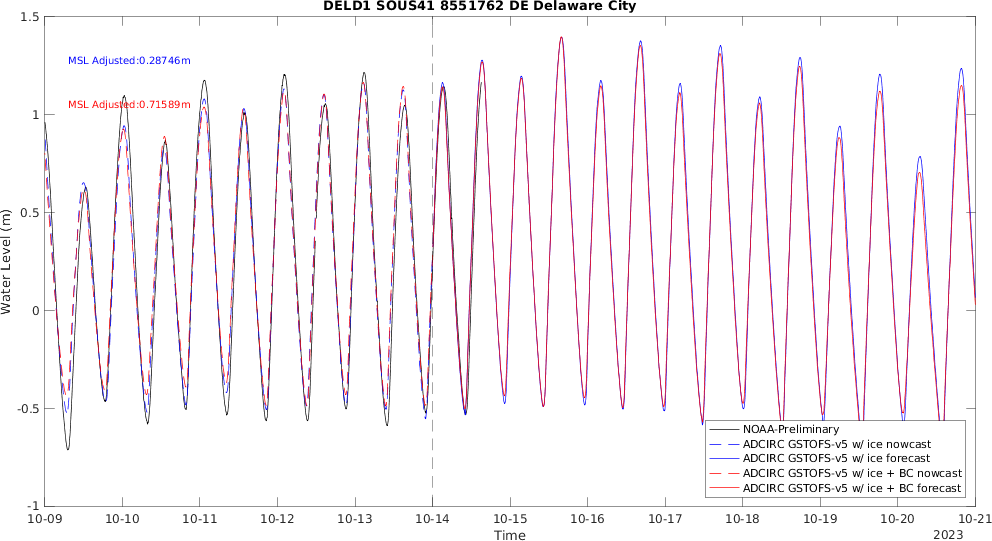 DELD1 SOUS41 8551762 DE Delaware City
1.5
MSL Adjusted:0.28746m
MSL Adjusted:0.71589m
1
0.5
Water Level (m)
0
-0.5
-1
NOAA-Preliminary
ADCIRC GSTOFS-v5 w/ ice nowcast
ADCIRC GSTOFS-v5 w/ ice forecast
ADCIRC GSTOFS-v5 w/ ice + BC nowcast
ADCIRC GSTOFS-v5 w/ ice + BC forecast
10-09 10-10 10-11 10-12 10-13 10-14 10-15 10-16 10-17 10-18 10-19 10-20 10-21
Time
2023